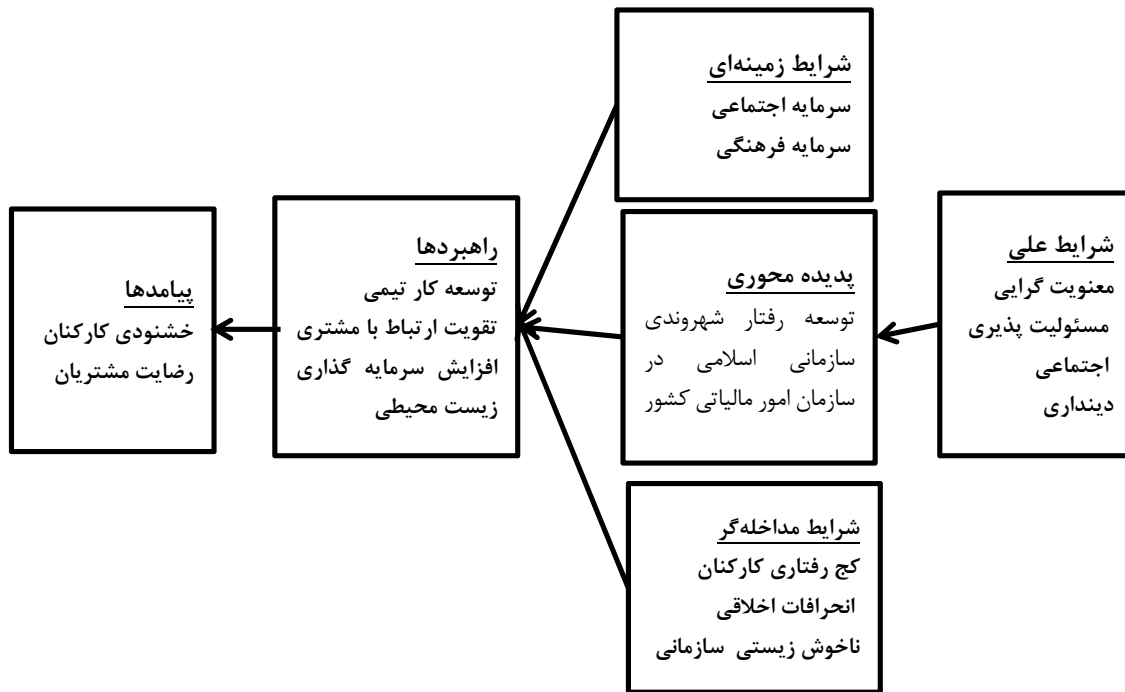 شرایط زمینه‌ای
سرمایه اجتماعی
سرمایه فرهنگی
شرایط علی
معنویت گرایی
مسئولیت پذیری
اجتماعی
دینداری
پدیده محوری
توسعه رفتار شهروندی
سازمانی اسلامی در
سازمان امور مالیاتی کشور
راهبردها
توسعه کار تیمی
تقویت ارتباط با مشتری
افزایش سرمایه گذاری
زیست محیطی
پیامدها
خشنودی کارکنان
رضایت مشتریان
شرایط مداخله‌گر
کج رفتاری کارکنان
انحرافات اخلاقی
ناخوش زیستی سازمانی